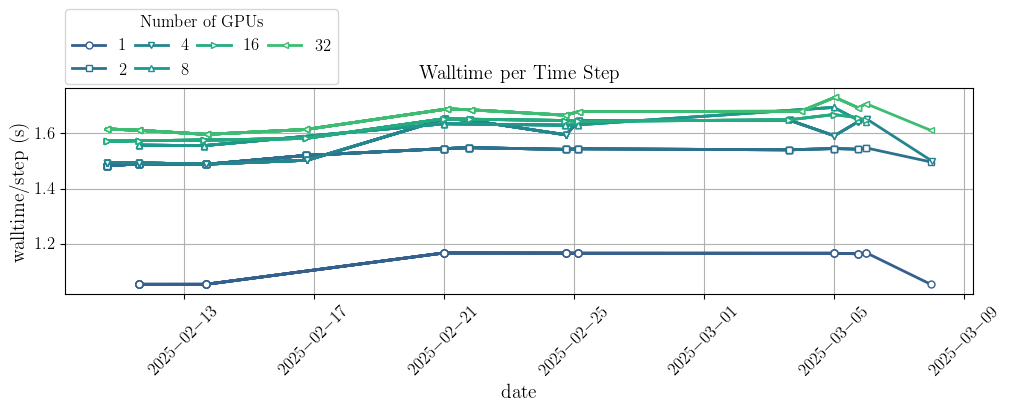 Number of GPUs
1 4 16 32
2 8
Walltime per Time Step
walltime/step (s)
1.6
1.4
1.2
2025−02−13 2025−02−17 2025−02−21 2025−02−25 2025−03−01 2025−03−05 2025−03−09
date